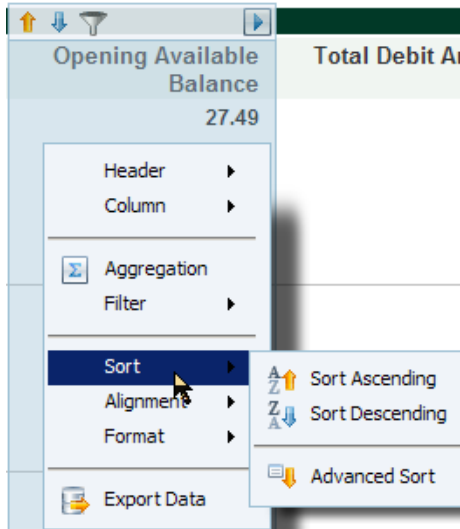 Opening Available Total Debit
Balance
27.49
Header
Column
Aggregation
Filter
Sort
Sort Ascending
Alignment
Sort Descending
Format
Advanced Sort
Export Data